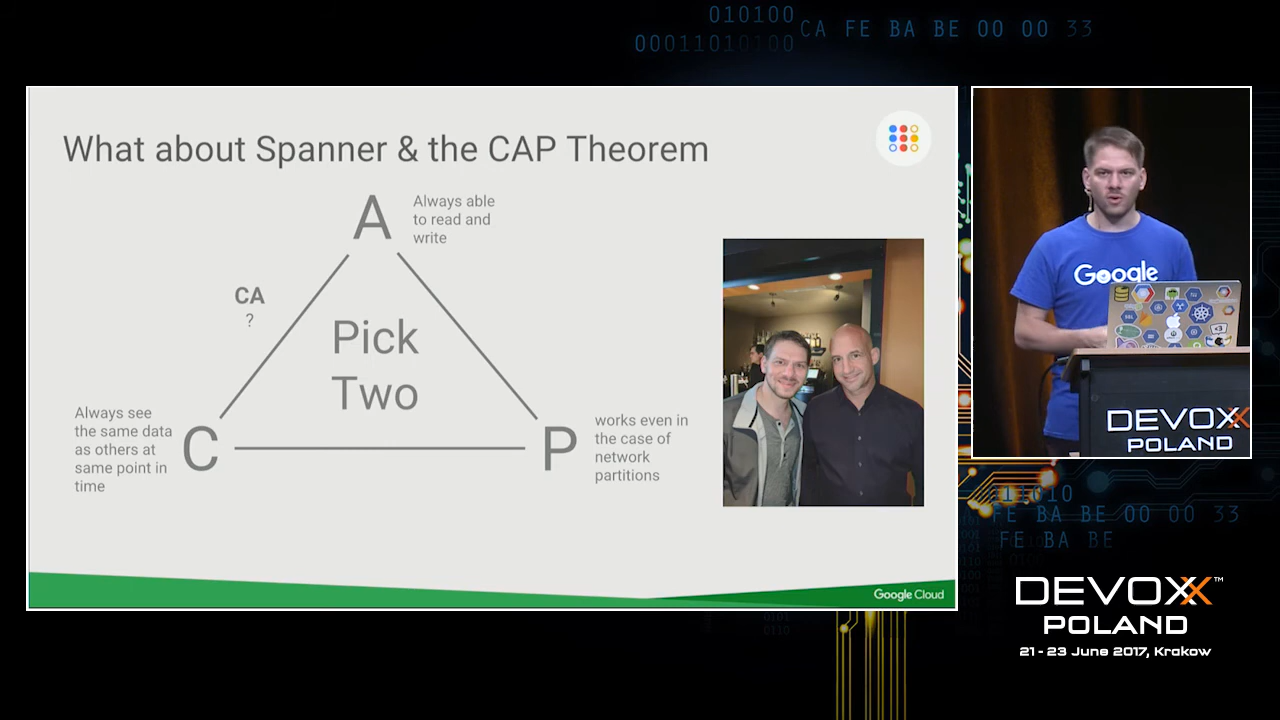 010100
CA FE BA BE 00 00 33
00011010100
What about Spanner & the CAP Theorem
A
Always able
to read and
write
CA
?
Pick
Two
Always see
the same data
as others at
same point in
time
C
P
works even in
the case of
network
partitions
Google Cloud
Google
DEVOXX
POLAND
FE BA BE 00 00 33
FE BA BE
DEVOXX™
POLAND
21 - 23 June 2017, Krakow